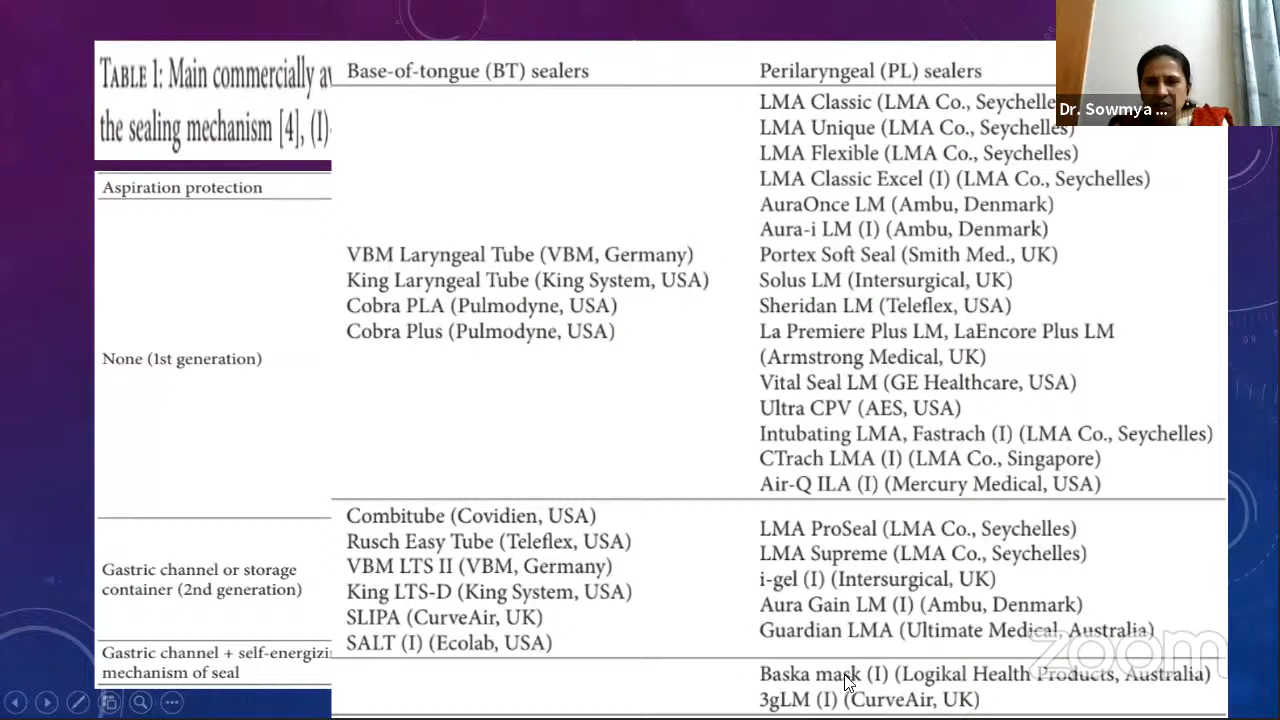 TABLE 1: Main commercially av
the sealing mechanism [4], (I)
Dr. Sowmya ...
Base-of-tongue (BT) sealers
Perilaryngeal (PL) sealers
Aspiration protection
None (1st generation)
VBM Laryngeal Tube (VBM, Germany)
King Laryngeal Tube (King System, USA)
Cobra PLA (Pulmodyne, USA)
Cobra Plus (Pulmodyne, USA)
LMA Classic (LMA Co., Seychelle
LMA Unique (LMA Co., Seychelles)
LMA Flexible (LMA Co., Seychelles)
LMA Classic Excel (I) (LMA Co., Seychelles)
AuraOnce LM (Ambu, Denmark)
Aura-i LM (I) (Ambu, Denmark)
Portex Soft Seal (Smith Med., UK)
Solus LM (Intersurgical, UK)
Sheridan LM (Teleflex, USA)
La Premiere Plus LM, LaEncore Plus LM
(Armstrong Medical, UK)
Vital Seal LM (GE Healthcare, USA)
Ultra CPV (AES, USA)
Intubating LMA, Fastrach (I) (LMA Co., Seychelles)
CTrach LMA (I) (LMA Co., Singapore)
Air-Q ILA (I) (Mercury Medical, USA)
Gastric channel or storage
container (2nd generation)
Combitube (Covidien, USA)
Rusch Easy Tube (Teleflex, USA)
VBM LTS II (VBM, Germany)
King LTS-D (King System, USA)
SLIPA (CurveAir, UK)
SALT (I) (Ecolab, USA)
LMA ProSeal (LMA Co., Seychelles)
LMA Supreme (LMA Co., Seychelles)
i-gel (I) (Intersurgical, UK)
Aura Gain LM (I) (Ambu, Denmark)
Guardian LMA (Ultimate Medical, Australia)
Gastric channel + self-energizi
mechanism of seal
Baska mask (I) (Logikal Health Products, Australia)
3gLM (I) (CurveAir, UK)
zoom